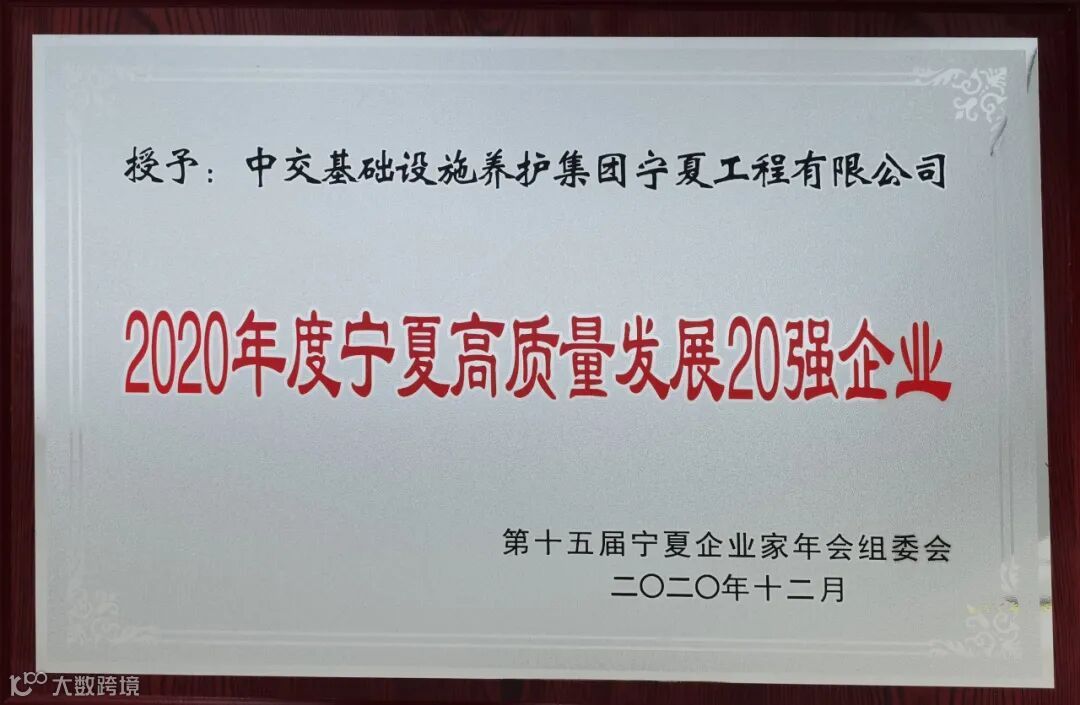 授予：中交基础设施养护集团宁夏工程有限公司
2020年度宁夏高质量发展20强企业
第十五届宁夏企业家年会组委会
二〇二〇年十二月
大数跨境